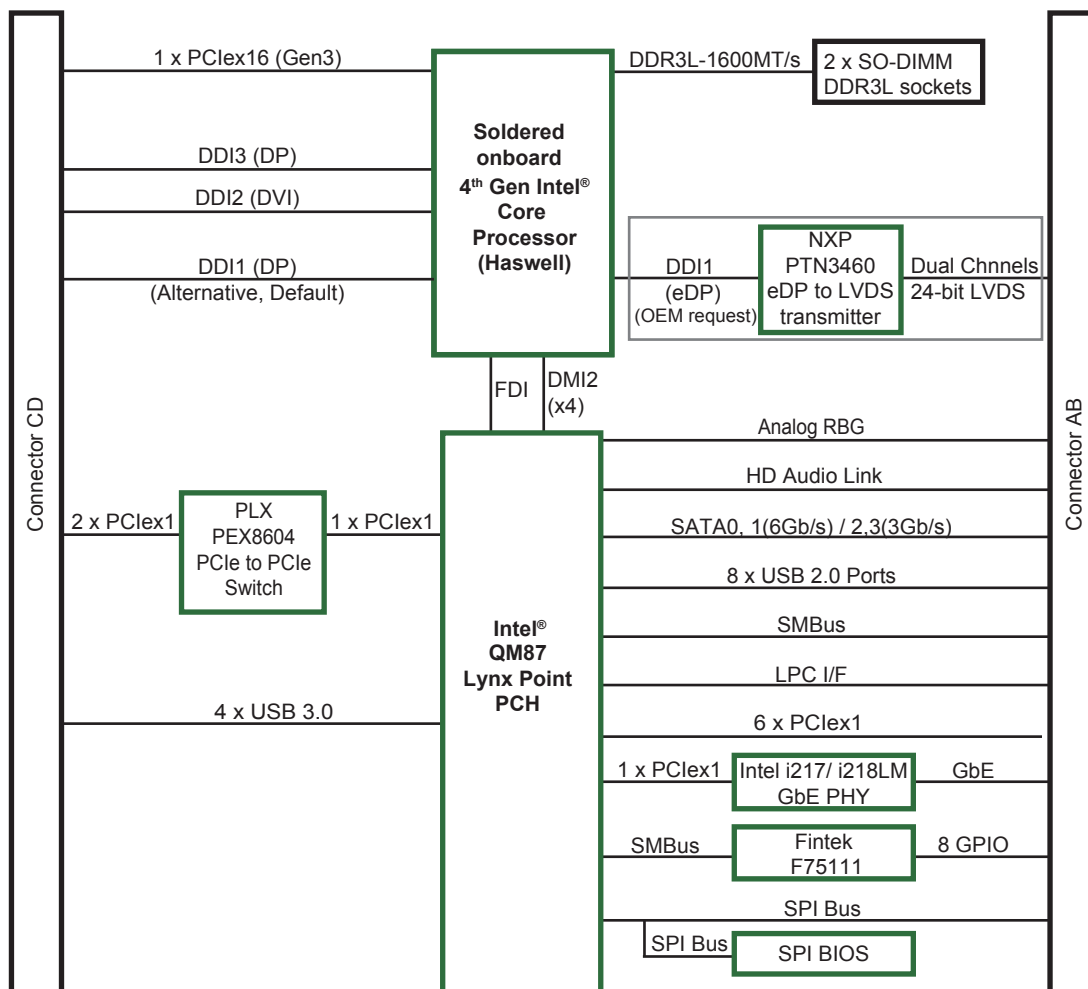 1 x PCIex16 (Gen3)
DDR3L-1600MT/s
2 x SO-DIMM
DDR3L sockets
Soldered
onboard
4th Gen Intel®
Core
Processor
(Haswell)
DDI3 (DP)
DDI2 (DVI)
DDI1 (DP)
(Alternative, Default)
DDI1
(eDP)
(OEM request)
NXP
PTN3460
eDP to LVDS
transmitter
Dual Chnnels
24-bit LVDS
FDI
DMI2
(x4)
Connector CD
Connector AB
Analog RBG
HD Audio Link
SATA0, 1(6Gb/s) / 2,3(3Gb/s)
8 x USB 2.0 Ports
SMBus
LPC I/F
6 x PCIex1
2 x PCIex1
PLX
PEX8604
PCIe to PCIe
Switch
1 x PCIex1
Intel®
QM87
Lynx Point
PCH
4 x USB 3.0
1 x PCIex1
Intel i217/ i218LM
GbE PHY
GbE
SMBus
Fintek
F75111
8 GPIO
SPI Bus
SPI Bus
SPI BIOS